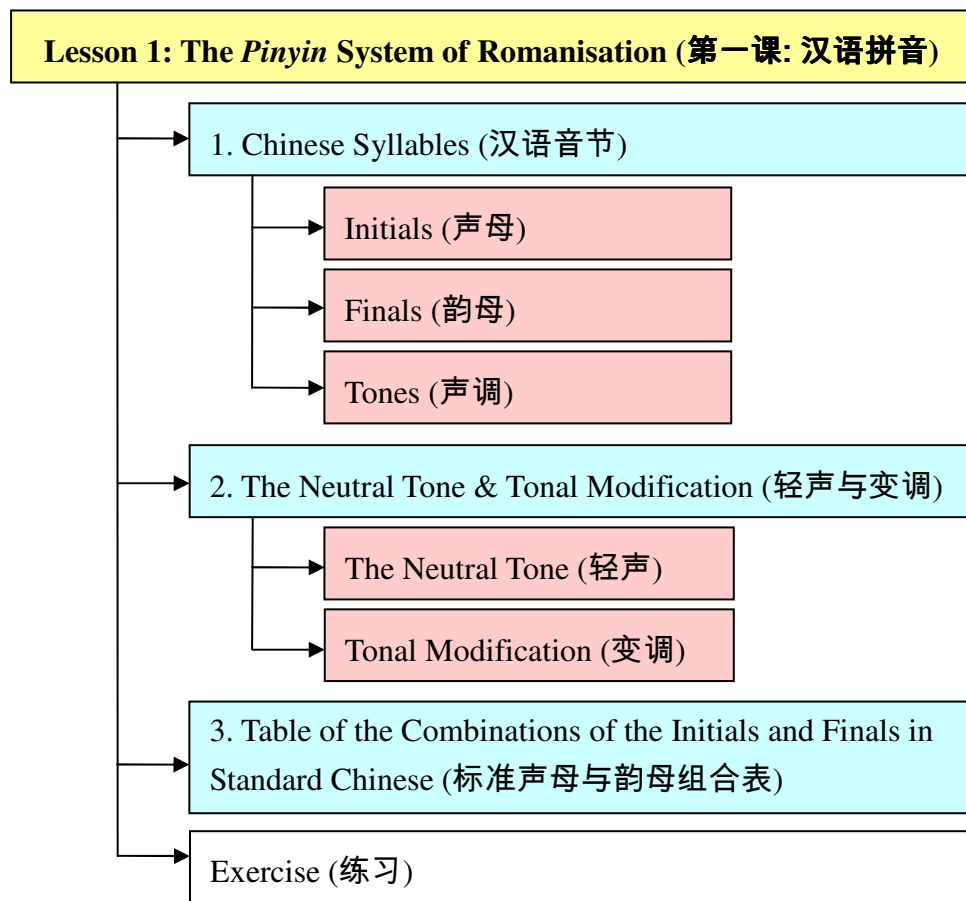 Lesson 1: The Pinyin System of Romanisation (第一课: 汉语拼音)
1. Chinese Syllables (汉语音节)
Initials (声母)
Finals (韵母)
Tones (声调)
2. The Neutral Tone & Tonal Modification (轻声与变调)
The Neutral Tone (轻声)
Tonal Modification (变调)
3. Table of the Combinations of the Initials and Finals in
Standard Chinese (标准声母与韵母组合表)
Exercise (练习)